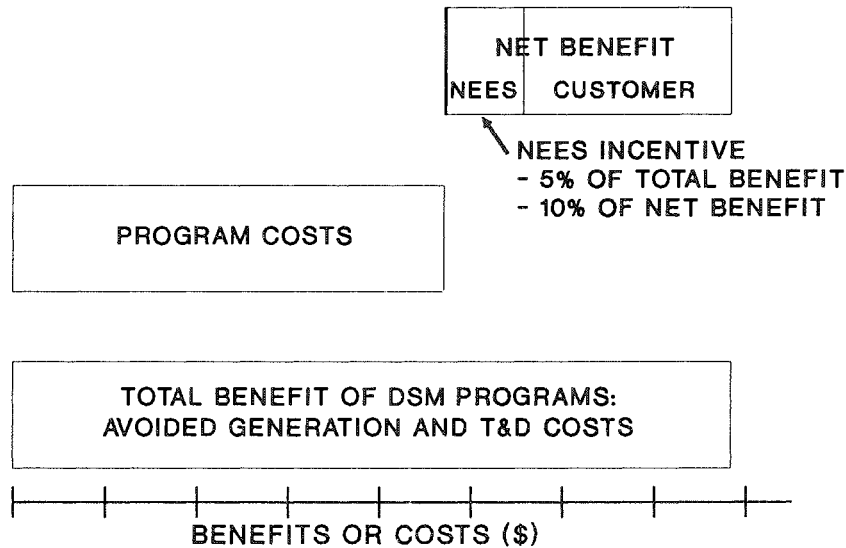 NET BENEFIT
NEES CUSTOMER
NEES INCENTIVE
- 5% OF TOTAL BENEFIT
- 10% OF NET BENEFIT
PROGRAM COSTS
TOTAL BENEFIT OF DSM PROGRAMS:
AVOIDED GENERATION AND T&D COSTS
BENEFITS OR COSTS ($)